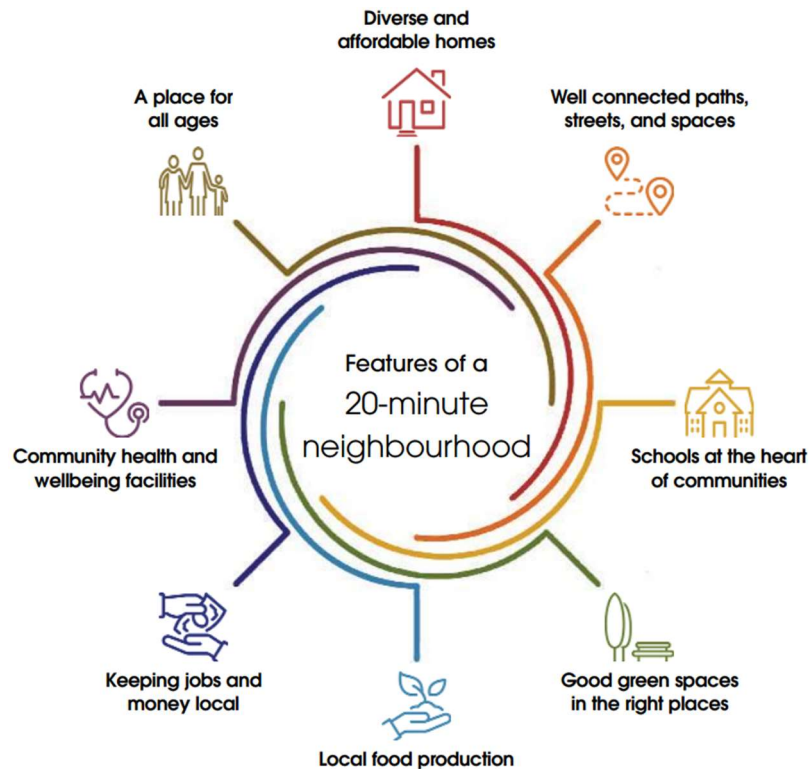 Diverse and
affordable homes
A place for
all ages
Well connected paths,
streets, and spaces
Features of a
20-minute
neighbourhood
Community health and
wellbeing facilities
Schools at the heart
of communities
Keeping jobs and
money local
Good green spaces
in the right places
Local food production